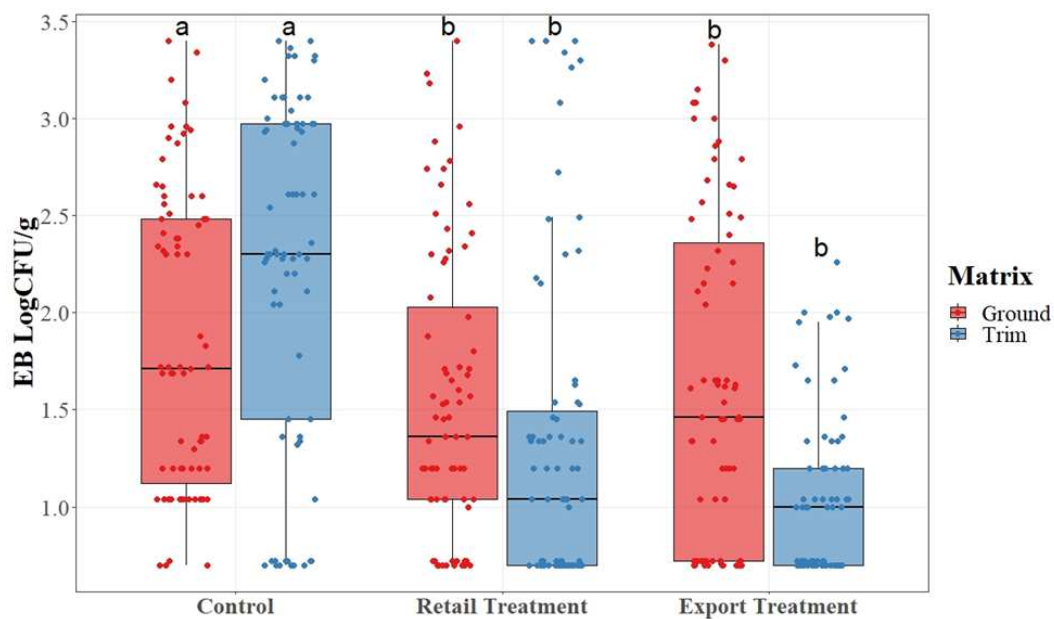 a
a
b
b
b
b
3.5
3.0
2.5
2.0
1.5
1.0
EB LogCFU/g
Control
Retail Treatment
Export Treatment
Matrix
Ground
Trim